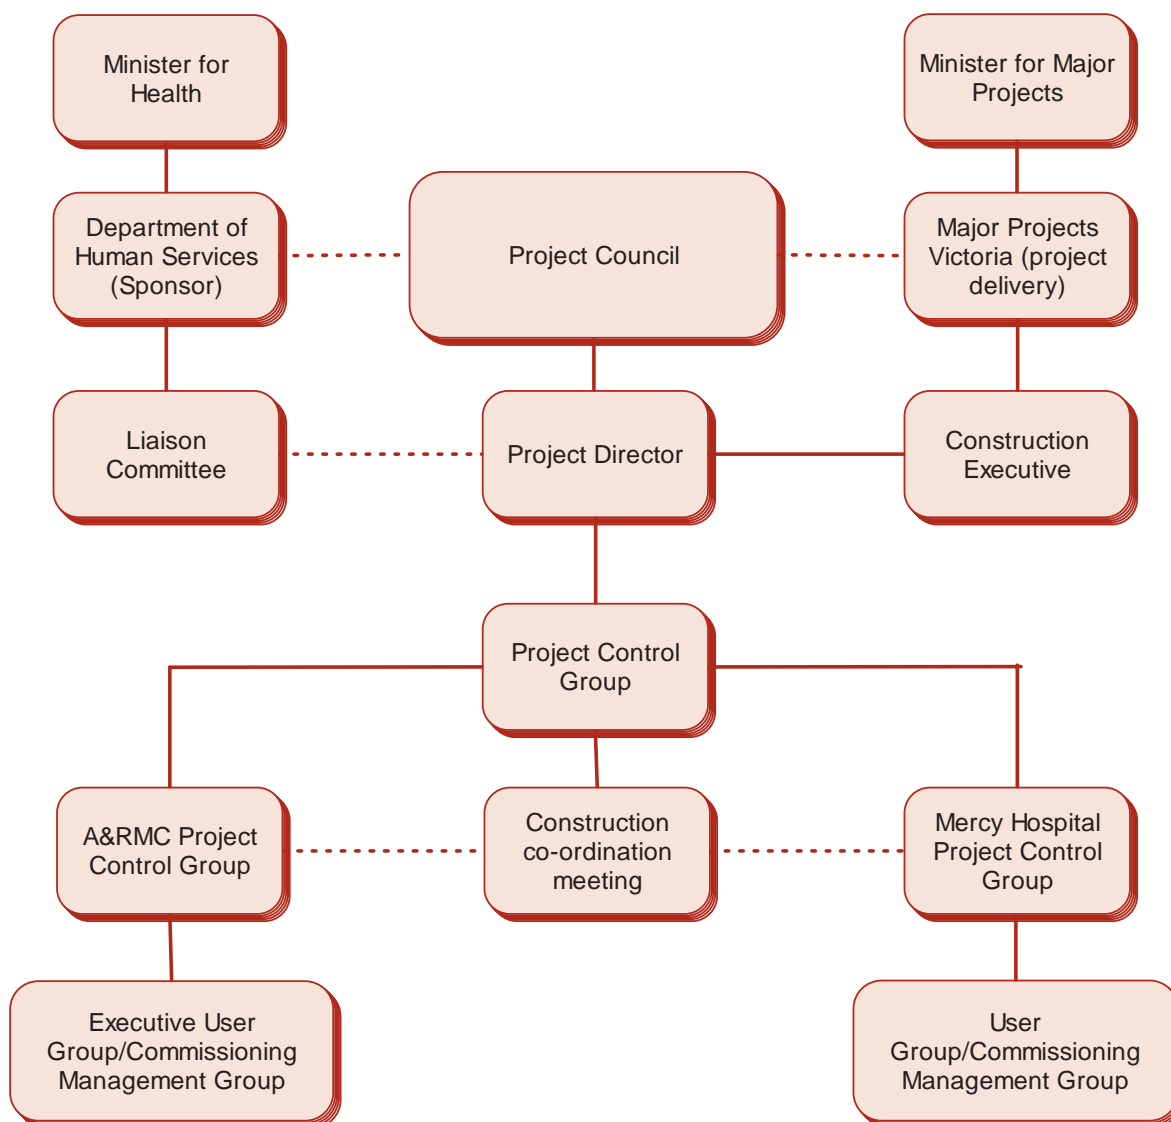 Minister for
Health
Minister for Major
Projects
Department of
Human Services
(Sponsor)
Project Council
Major Projects
Victoria (project
delivery)
Liaison
Committee
Project Director
Construction
Executive
Project Control
Group
A&RMC Project
Control Group
Construction
co-ordination
meeting
Mercy Hospital
Project Control
Group
Executive User
Group/Commissioning
Management Group
User
Group/Commissioning
Management Group